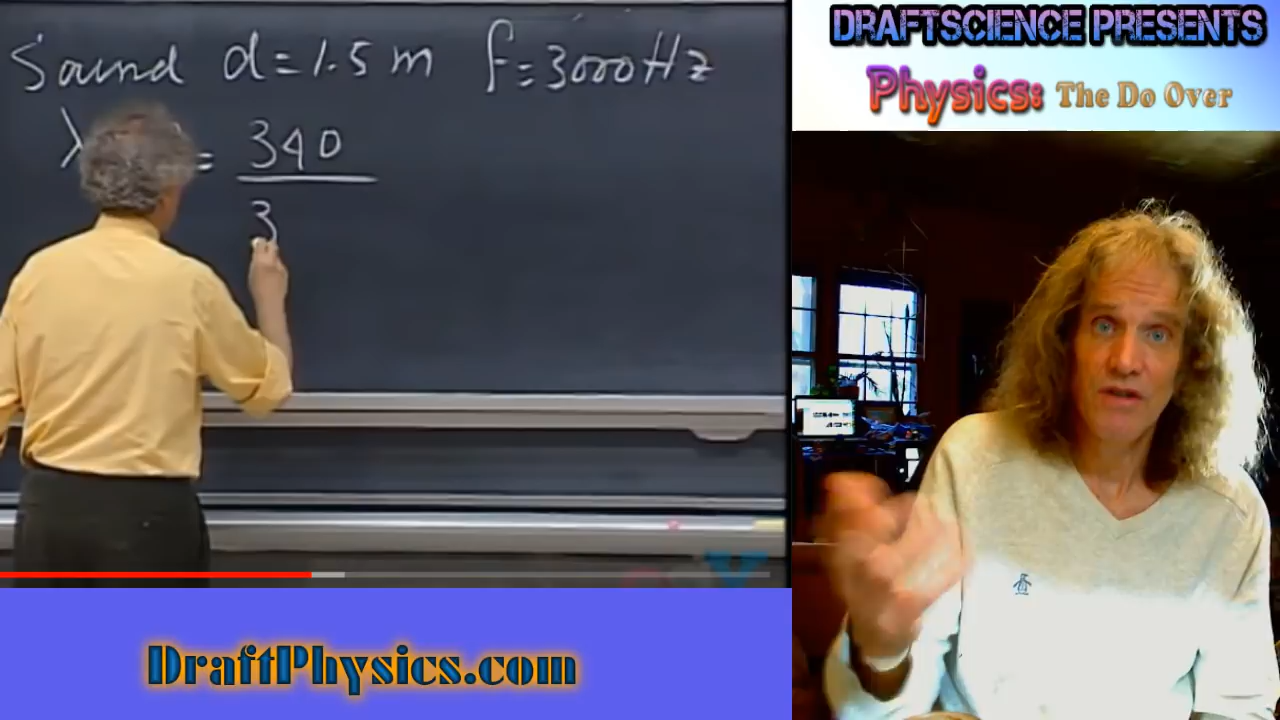 Sound d=1.5 m f=3000 Hz
λ = 340
3
DRAFTSCIENCE PRESENTS
Physics: The Do Over
DraftPhysics.com